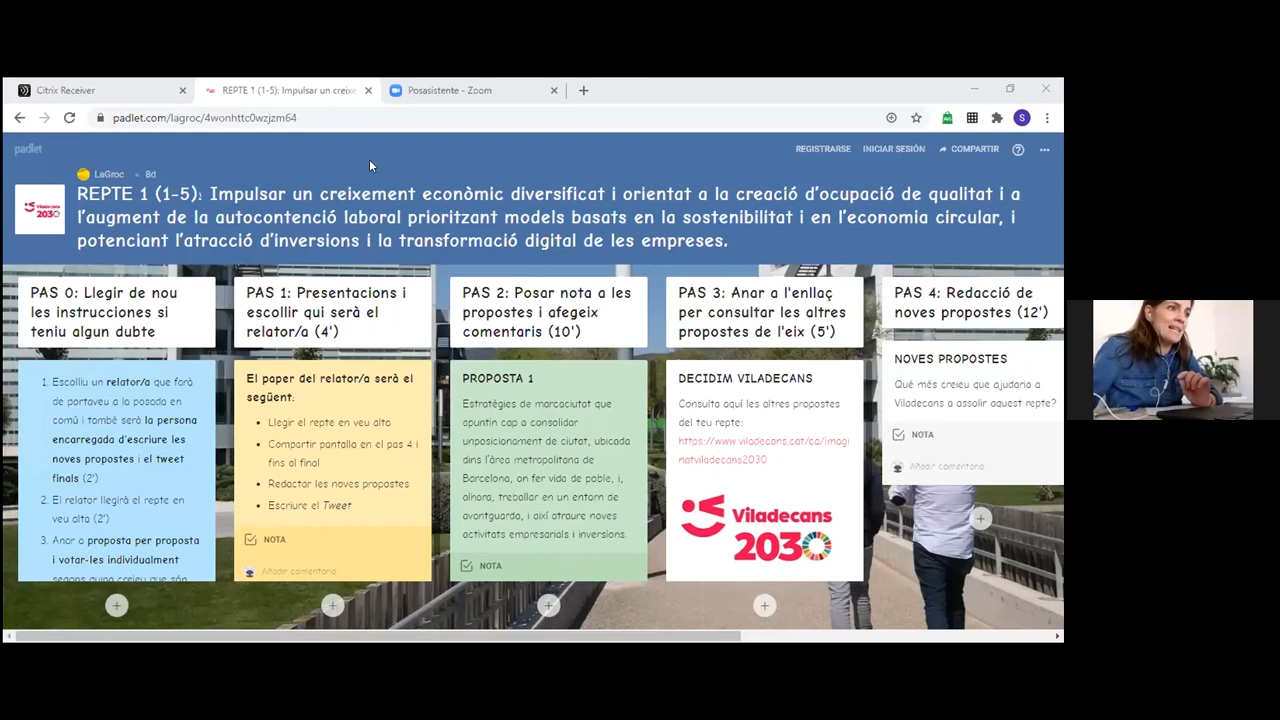 Citrix Receiver
REPTE 1 (1-5): Impulsar un creixe
Posasistente - Zoom
padlet.com/lagroc/4wonhttc0wzjzm64
S
padlet
REGISTRARSE
INICIAR SESIÓN
COMPARTIR
LaGroc
8d
Viladecans
2030
REPTE 1 (1-5): Impulsar un creixement econòmic diversificat i orientat a la creació d'ocupació de qualitat i a
l'augment de la autocontenció laboral prioritzant models basats en la sostenibilitat i en l'economia circular, i
potenciant l'atracció d'inversions i la transformació digital de les empreses.
PAS 0: Llegir de nou
les instruccions si
teniu algun dubte
1. Escolliu un relator/a que farà
de portaveu a la posada en
comú i també serà la persona
encarregada d'escriure les
noves propostes i el tweet
finals (2')
2. El relator llegirà el repte en
veu alta (2')
3. Anar a proposta per proposta
i votar-les individualment
segons quina creieu que són
PAS 1: Presentacions i
escollir qui serà el
relator/a (4')
El paper del relator/a serà el
següent:
• Llegir el repte en veu alta
• Compartir pantalla en el pas 4 i
fins al final
• Redactar les noves propostes
• Escriure el Tweet
NOTA
Añadir comentario
PAS 2: Posar nota a les
propostes i afegeix
comentaris (10')
PROPOSTA 1
Estratègies de marcaciutat que
apuntin cap a consolidar
unposicionament de ciutat, ubicada
dins l'àrea metropolitana de
Barcelona, on fer vida de poble, i,
alhora, treballar en un entorn de
avantguarda, i així atraure noves
activitats empresarials i inversions.
NOTA
PAS 3: Anar a l'enllaç
per consultar les altres
propostes de l'eix (5')
DECIDIM VILADECANS
Consulta aquí les altres propostes
del teu repte:
https://www.viladecans.cat/ca/imagi
natviladecans2030
Viladecans
2030
PAS 4: Redacció de
noves propostes (12')
NOVES PROPOSTES
Què més creieu que ajudaria a
Viladecans a assolir aquest repte?
NOTA
Añadir comentario